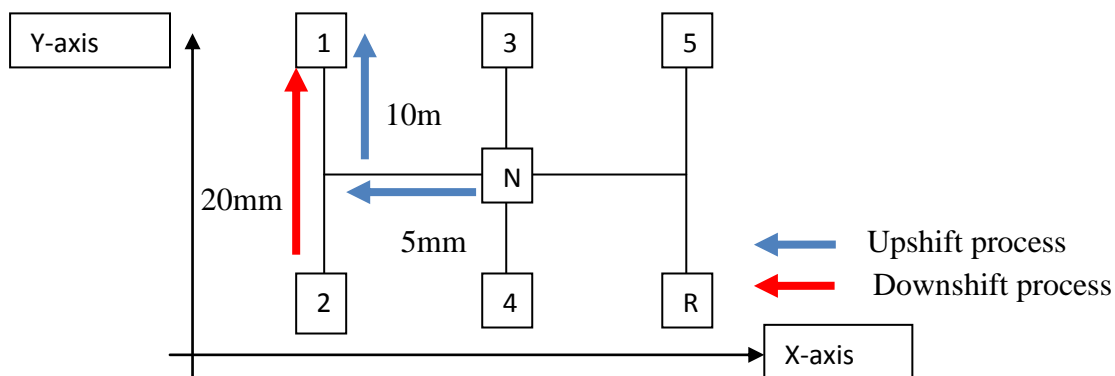 Y-axis
1 3 5
10m
N
20mm
5mm
Upshift process
Downshift process
2 4 R
X-axis